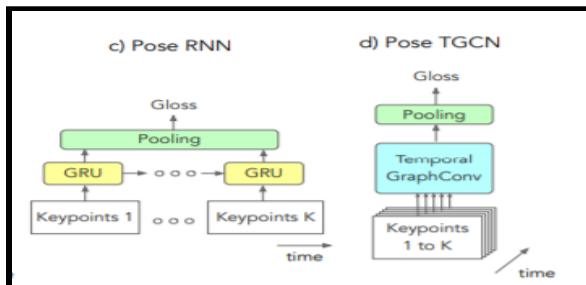 c) Pose RNN
Gloss
Pooling
GRU
GRU
Keypoints 1
Keypoints K
time
d) Pose TGCN
Gloss
Pooling
Temporal
GraphConv
Keypoints
1 to K
time